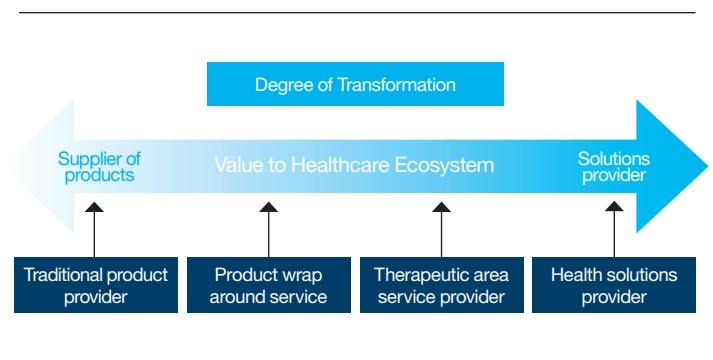 Degree of Transformation
Supplier of
products
Value to Healthcare Ecosystem
Solutions
provider
Traditional product
provider
Product wrap
around service
Therapeutic area
service provider
Health solutions
provider